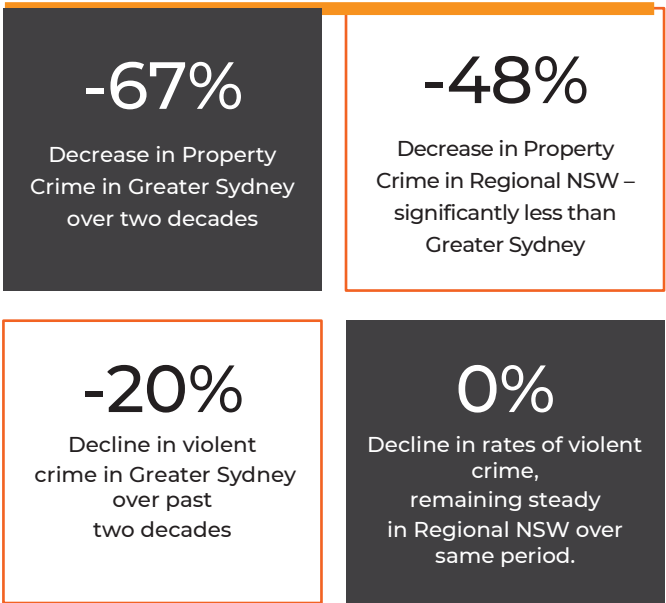 -67%
Decrease in Property
Crime in Greater Sydney
over two decades
-48%
Decrease in Property
Crime in Regional NSW –
significantly less than
Greater Sydney
-20%
Decline in violent
crime in Greater Sydney
over past
two decades
0%
Decline in rates of violent
crime,
remaining steady
in Regional NSW over
same period.